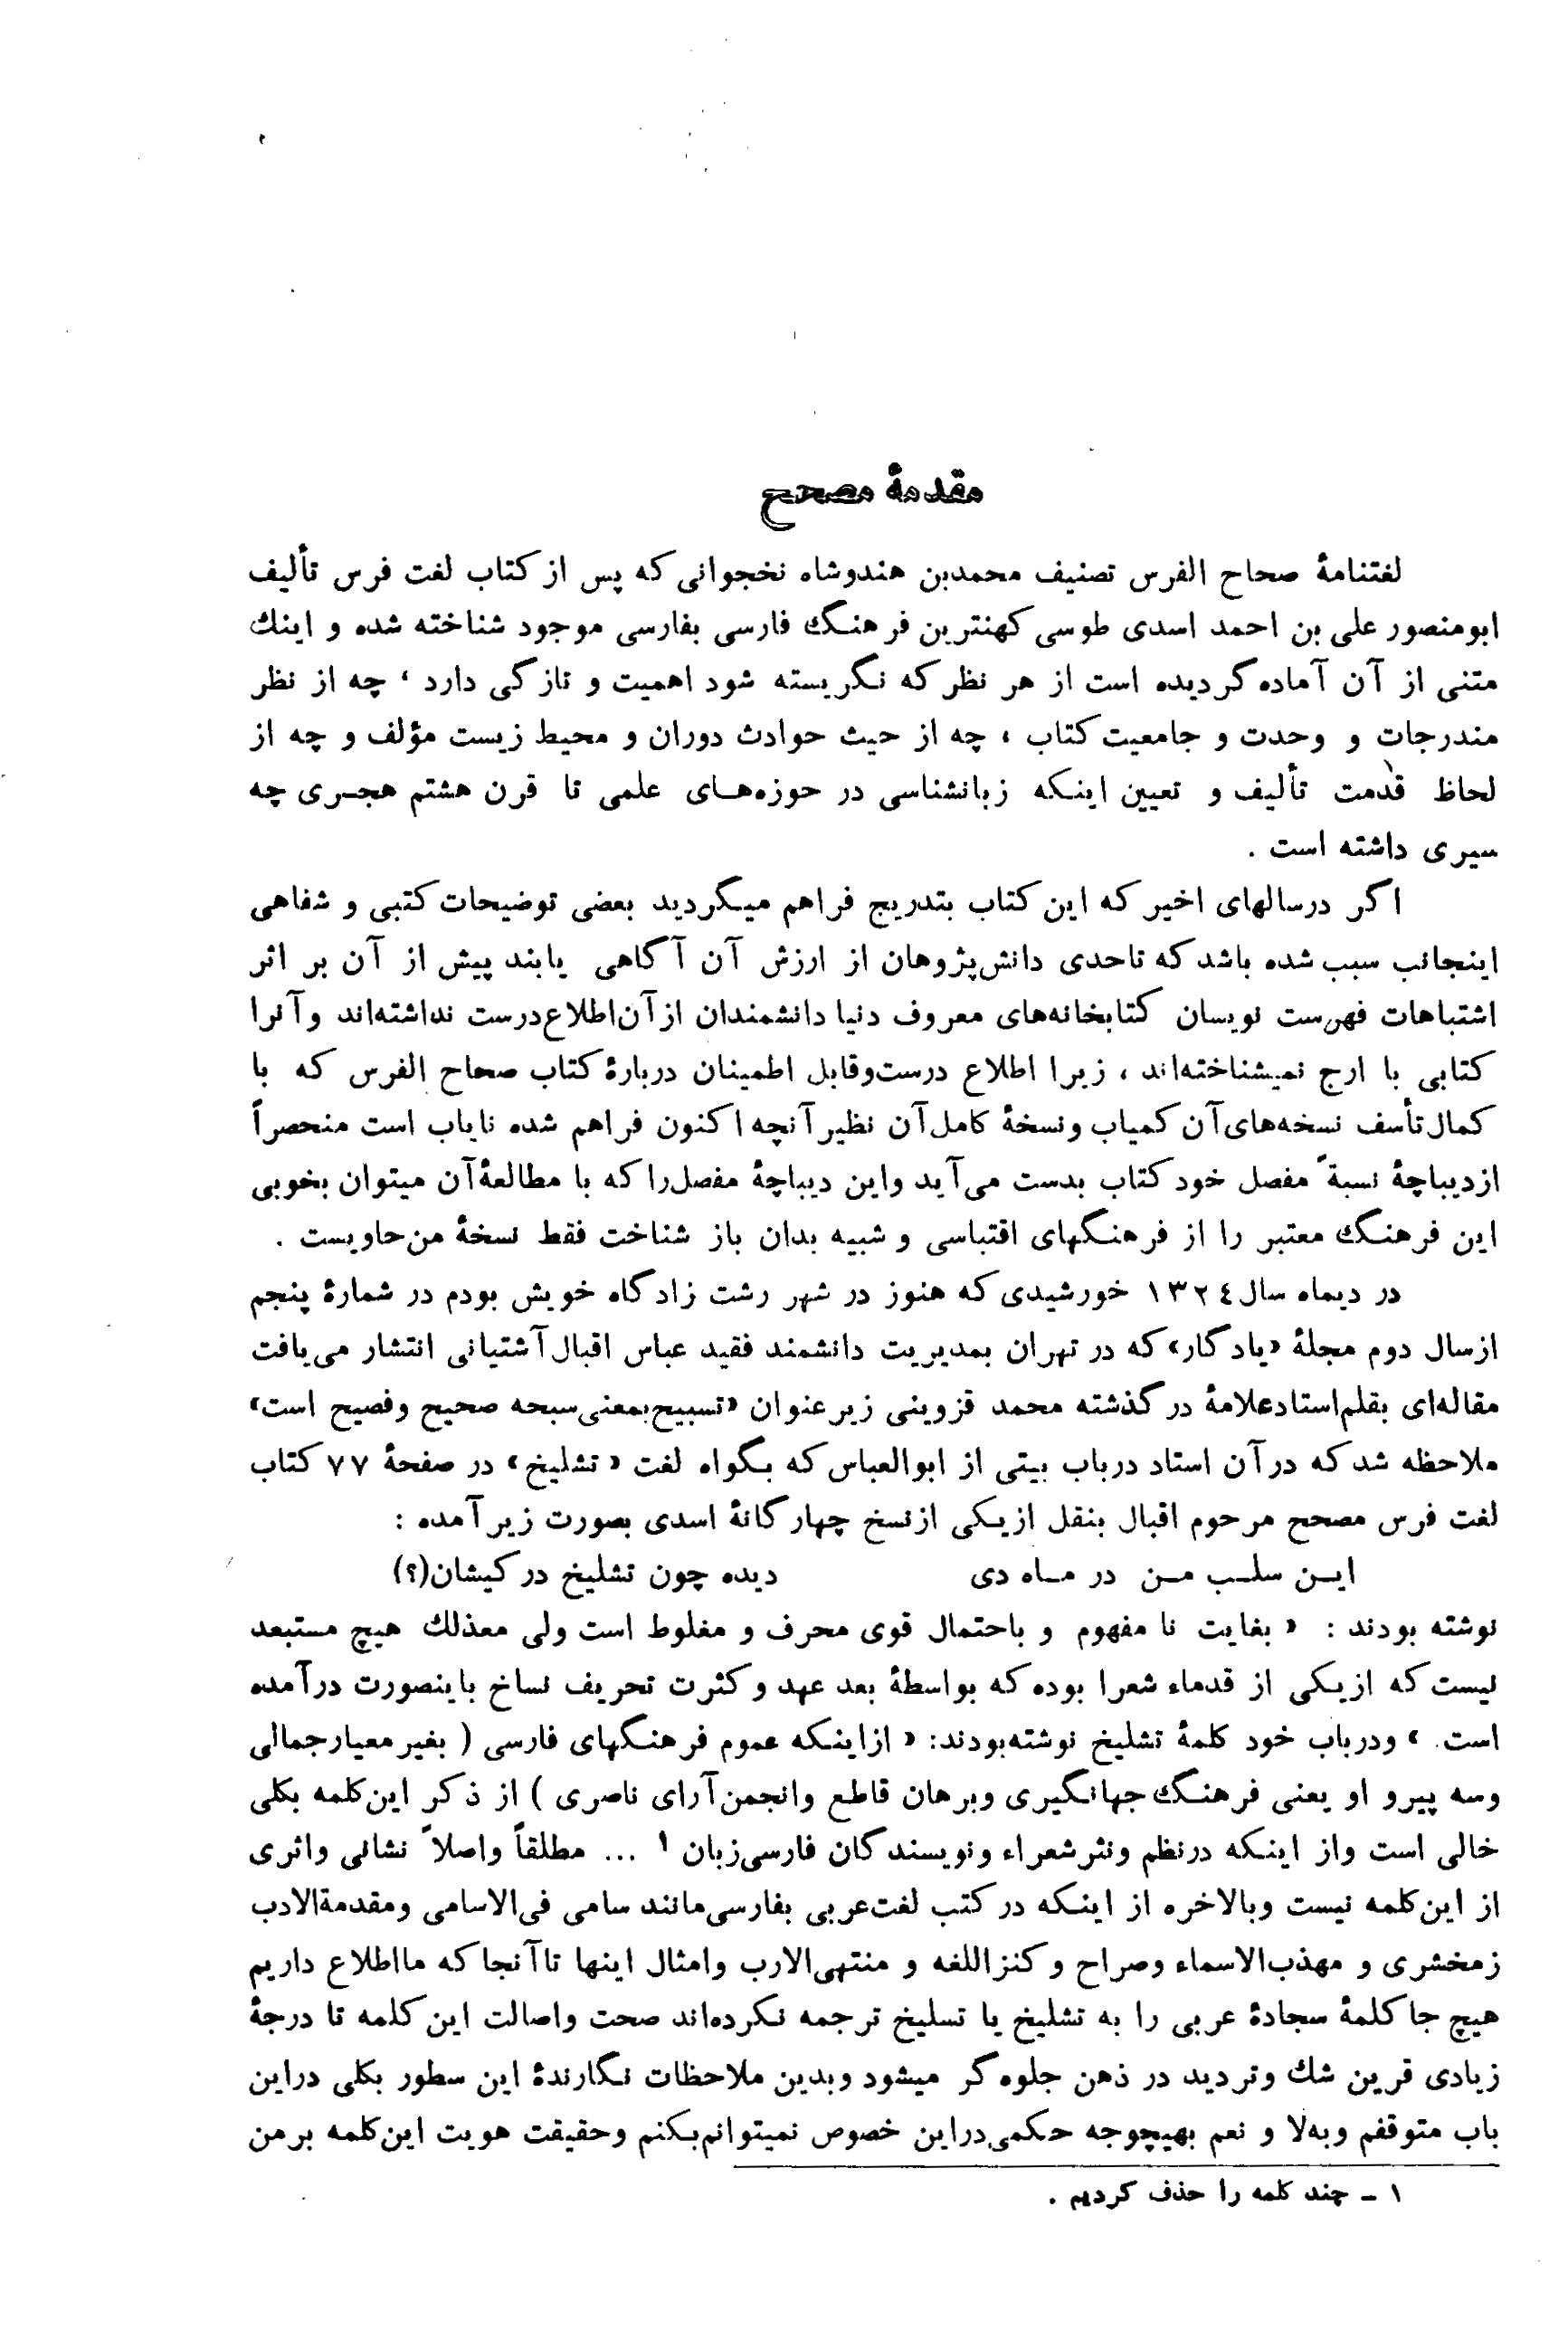 مقدمهٔ مصحح
لغتنامهٔ صحاح الفرس تصنیف محمدبن هندوشاه نخجوانی که پس از کتاب لغت فرس تألیف
ابومنصور علی بن احمد اسدی طوسی کهنترین فرهنگ فارسی بفارسی موجود شناخته شده و اینك
متنی از آن آماده گردیده است از هر نظر که نگریسته شود اهمیت و تازگی دارد ، چه از نظر
مندرجات و وحدت و جامعیت کتاب ، چه از حیث حوادث دوران و محیط زیست مؤلف و چه از
لحاظ قدمت تألیف و تعیین اینکه زبانشناسی در حوزه‌های علمی تا قرن هشتم هجری چه
سیری داشته است .
اگر درسالهای اخیر که این کتاب بتدریج فراهم میگردید بعضی توضیحات کتبی و شفاهی
اینجانب سبب شده باشد که تاحدی دانش‌پژوهان از ارزش آن آگاهی یابند پیش از آن بر اثر
اشتباهات فهرست نویسان کتابخانه‌های معروف دنیا دانشمندان ازآن‌اطلاع‌درست نداشته‌اند وآنرا
کتابی با ارج نمیشناخته‌اند ، زیرا اطلاع درست‌وقابل اطمینان دربارهٔ کتاب صحاح الفرس که با
کمال‌تأسف نسخه‌های‌آن کمیاب ونسخهٔ کامل‌آن نظیرآنچه اکنون فراهم شده نایاب است منحصراً
ازدیباچهٔ نسبةً مفصل خود کتاب بدست می‌آید واین دیباچهٔ مفصل‌را که با مطالعهٔ‌آن میتوان بخوبی
این فرهنگ معتبر را از فرهنگهای اقتباسی و شبیه بدان باز شناخت فقط نسخهٔ من‌حاویست .
در دیماه سال ۱۳۲٤ خورشیدی که هنوز در شهر رشت زادگاه خویش بودم در شمارهٔ پنجم
ازسال دوم مجلهٔ «یادگار» که در تهران بمدیریت دانشمند فقید عباس اقبال‌آشتیانی انتشار می‌یافت
مقاله‌ای بقلم‌استادعلامهٔ درگذشته محمد قزوینی زیرعنوان «تسبیح‌بمعنی‌سبحه صحیح وفصیح است»
ملاحظه شد که درآن استاد درباب بیتی از ابوالعباس که بگواه لغت «تشلیخ» در صفحهٔ ۷۷ کتاب
لغت فرس مصحح مرحوم اقبال بنقل ازیکی ازنسخ چهارگانهٔ اسدی بصورت زیرآمده :
این سلب من در ماه دی دیده چون تشلیخ در کیشان(؟)
نوشته بودند : « بغایت نا مفهوم و باحتمال قوی محرف و مغلوط است ولی معذلك هیچ مستبعد
نیست که ازیکی از قدماء شعرا بوده که بواسطهٔ بعد عهد وکثرت تحریف نساخ باینصورت درآمده
است. » ودرباب خود کلمهٔ تشلیخ نوشته‌بودند: « ازاینکه عموم فرهنگهای فارسی ( بغیر معیارجمالی
وسه پیرو او یعنی فرهنگ جهانگیری وبرهان قاطع وانجمن‌آرای ناصری ) از ذکر این‌کلمه بکلی
خالی است واز اینکه درنظم ونثرشعراء ونویسندگان فارسی‌زبان ۱ ... مطلقاً واصلاً نشانی واثری
از این‌کلمه نیست وبالاخره از اینکه در کتب لغت‌عربی بفارسی‌مانند سامی فی‌الاسامی ومقدمةالادب
زمخشری و مهذب‌الاسماء وصراح وکنزاللغه و منتهی‌الارب وامثال اینها تاآنجا که مااطلاع داریم
هیچ جا کلمهٔ سجادهٔ عربی را به تشلیخ یا تسلیخ ترجمه نکرده‌اند صحت واصالت این‌کلمه تا درجهٔ
زیادی قرین شك وتردید در ذهن جلوه گر میشود وبدین ملاحظات نگارندهٔ این سطور بکلی دراین
باب متوقفم وبه‌لا و نعم بهیچوجه حکمی‌دراین خصوص نمیتوانم‌بکنم وحقیقت هویت این‌کلمه برمن
۱ ـ چند کلمه را حذف کردیم .